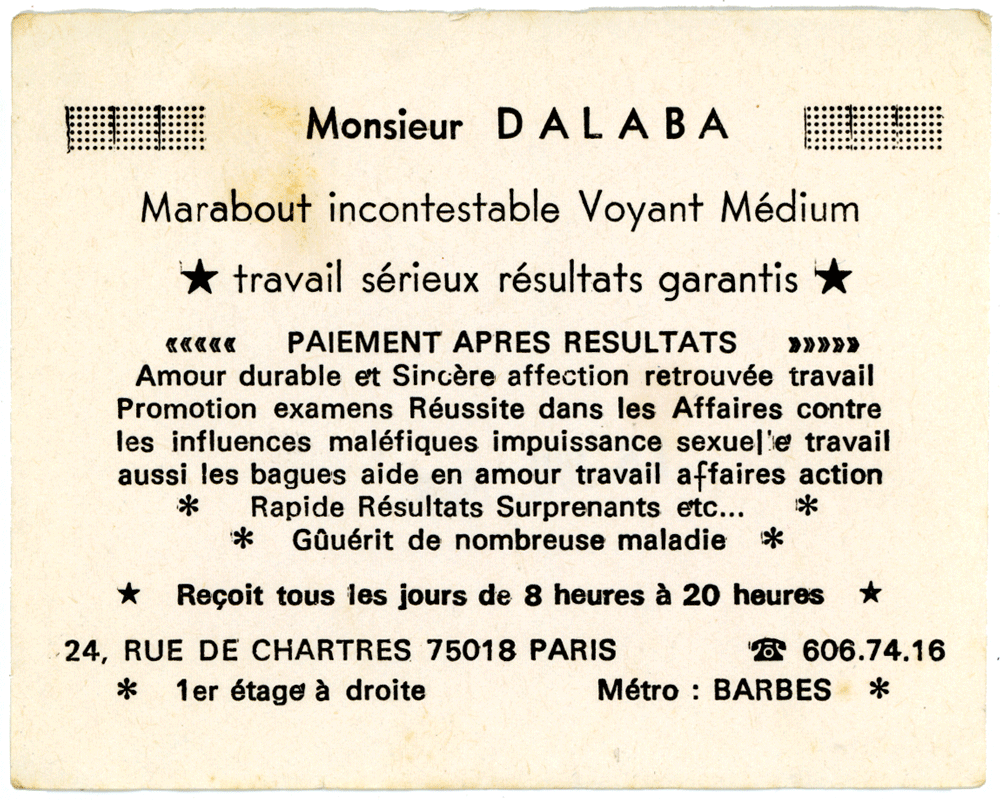 Monsieur DALABA
Marabout incontestable Voyant Médium
★ travail sérieux résultats garantis ★
««««« PAIEMENT APRES RESULTATS »»»»»
Amour durable et Sincère affection retrouvée travail
Promotion examens Réussite dans les Affaires contre
les influences maléfiques impuissance sexuelle travail
aussi les bagues aide en amour travail affaires action
* Rapide Résultats Surprenants etc... *
* Gûuérit de nombreuse maladie *
★ Reçoit tous les jours de 8 heures à 20 heures ★
24, RUE DE CHARTRES 75018 PARIS ☎ 606.74.16
* 1er étage à droite Métro : BARBES *